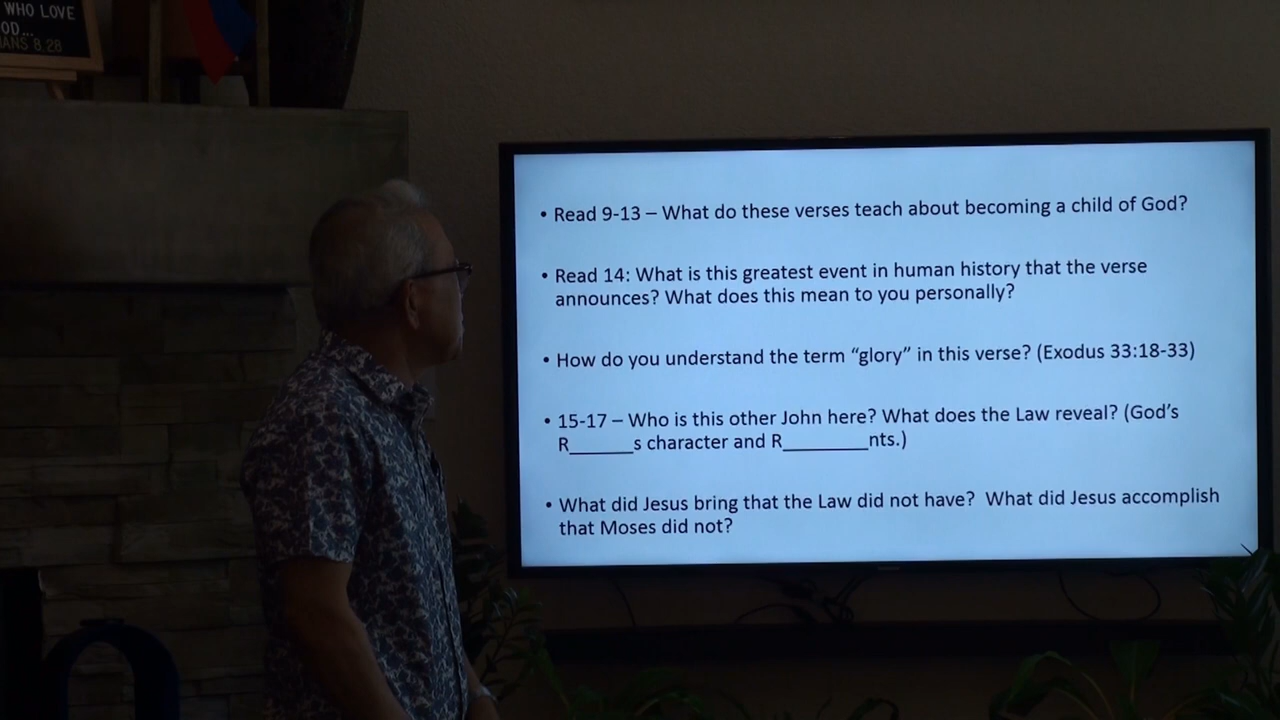 WHO LOVE
OD...
ANS 8.28
• Read 9-13 – What do these verses teach about becoming a child of God?
• Read 14: What is this greatest event in human history that the verse
announces? What does this mean to you personally?
• How do you understand the term “glory” in this verse? (Exodus 33:18-33)
• 15-17 – Who is this other John here? What does the Law reveal? (God’s
R______s character and R________nts.)
• What did Jesus bring that the Law did not have?  What did Jesus accomplish
that Moses did not?